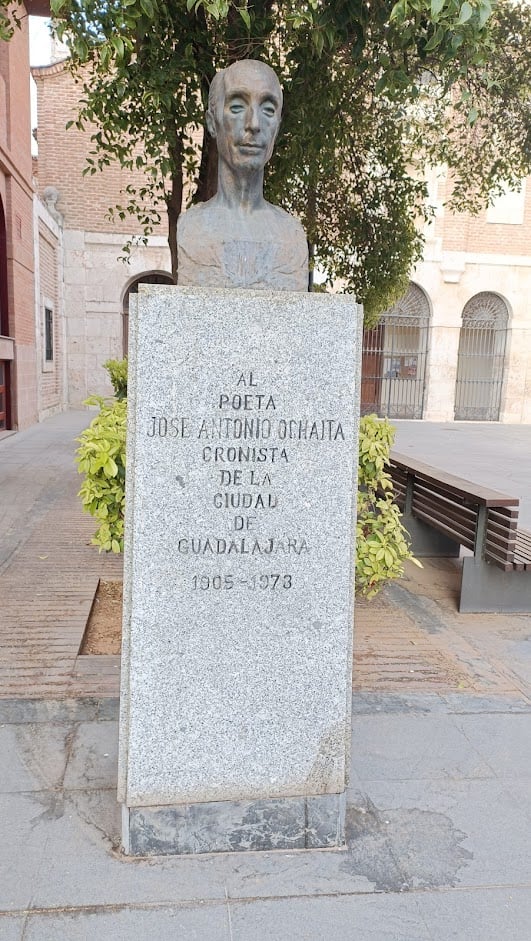 AL
POETA
JOSE ANTONIO OCHAITA
CRONISTA
DE LA
CIUDAD
DE
GUADALAJARA
1905-1973